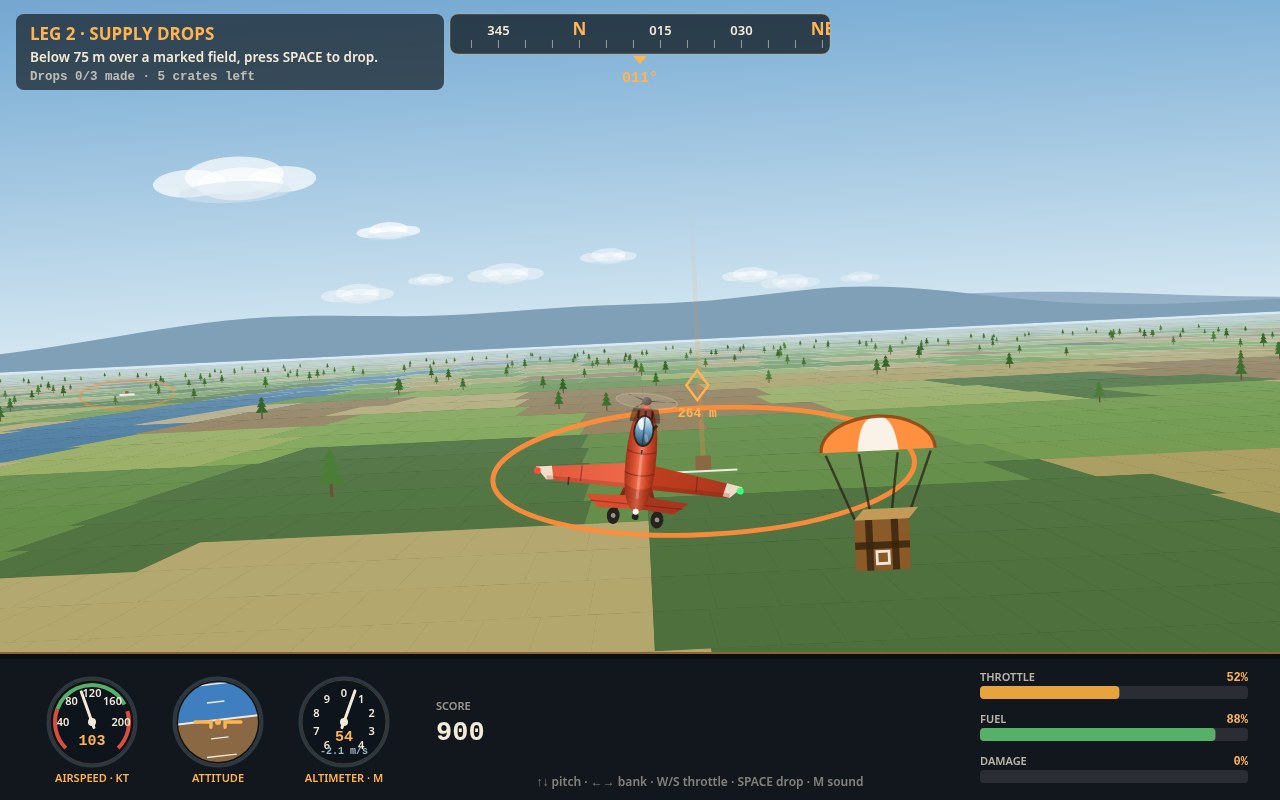 LEG 2 · SUPPLY DROPS
Below 75 m over a marked field, press SPACE to drop.
Drops 0/3 made · 5 crates left
345 N 015 030 NE
011°
264 m
40 80 120 160 200
103
AIRSPEED · KT
ATTITUDE
0 1 2 3 4 6 7 8 9
54
-2.1 m/s
ALTIMETER · M
SCORE
900
↑↓ pitch · ←→ bank · W/S throttle · SPACE drop · M sound
THROTTLE 52%
FUEL 88%
DAMAGE 0%